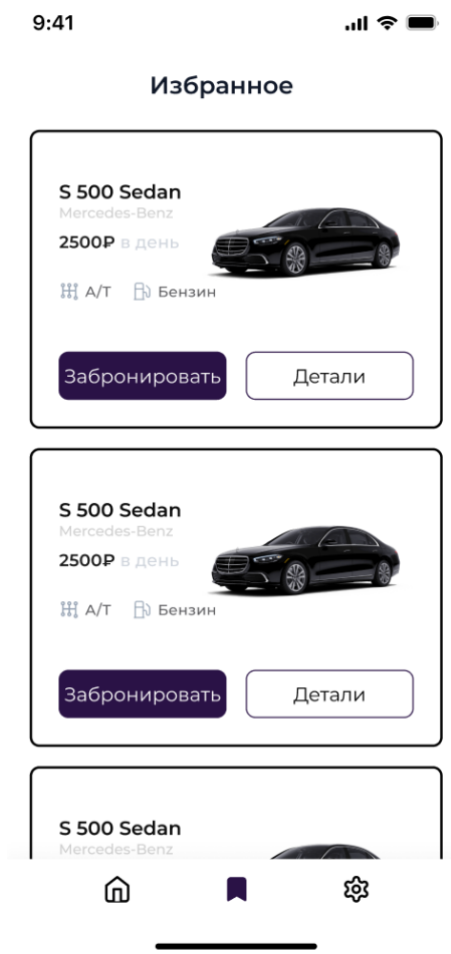 9:41
Избранное
S 500 Sedan
Mercedes-Benz
2500₽ в день
A/T Бензин
Забронировать Детали
S 500 Sedan
Mercedes-Benz
2500₽ в день
A/T Бензин
Забронировать Детали
S 500 Sedan
Mercedes-Benz